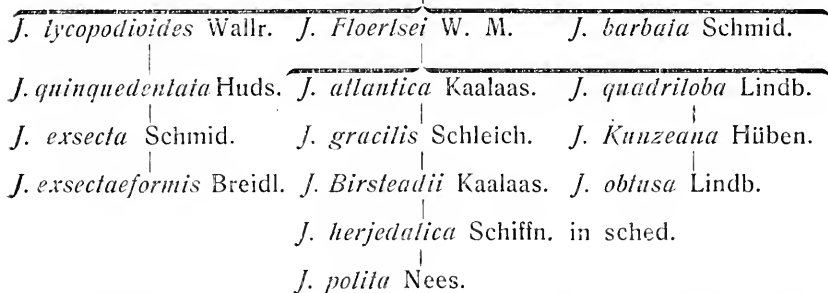 J. lycopodioides Wallr. J. Floerkei W. M. J. barbata Schmid.
J. quinquedentata Huds. J. atlantica Kaalaas. J. quadriloba Lindb.
J. exsecta Schmid. J. gracilis Schleich. J. Kunzeana Hüben.
J. exsectaeformis Breidl. J. Birsteadii Kaalaas. J. obtusa Lindb.
J. herjedalica Schiffn. in sched.
J. polita Nees.